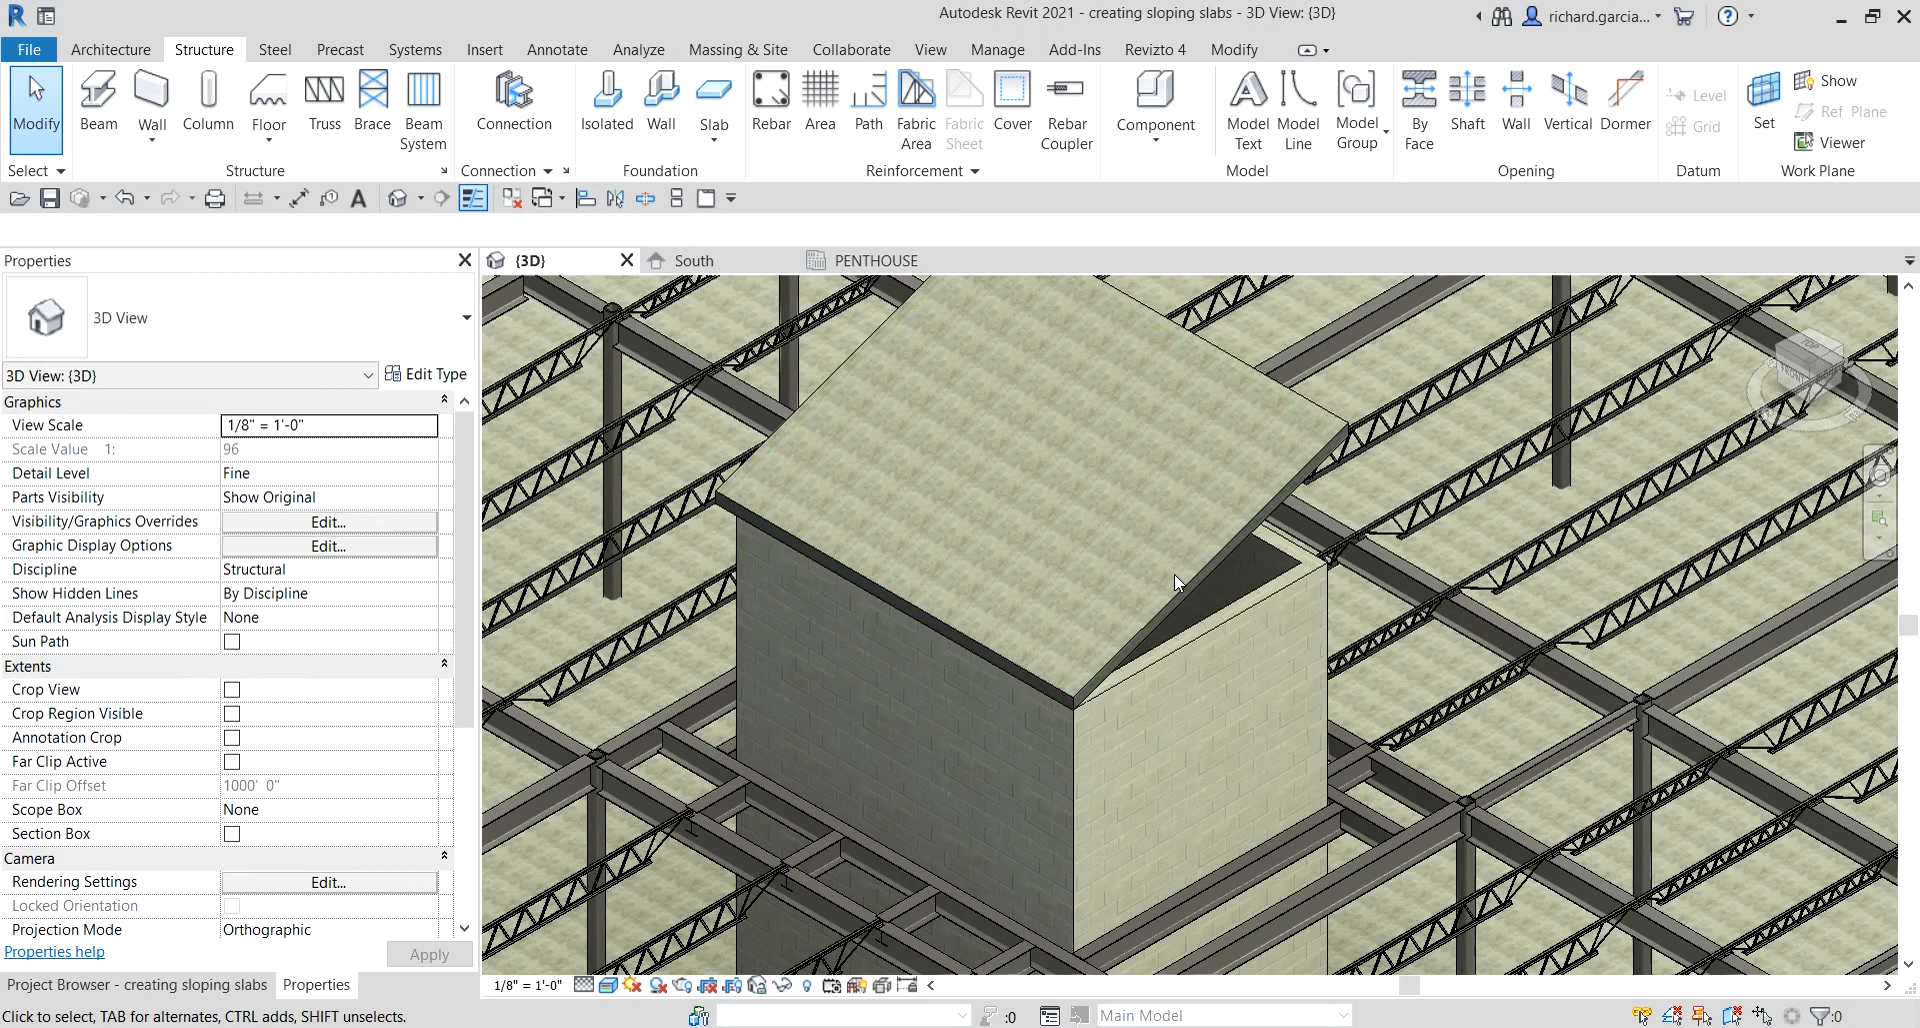 Autodesk Revit 2021 - creating sloping slabs - 3D View: {3D}
richard.garcia...
File Architecture Structure Steel Precast Systems Insert Annotate Analyze Massing & Site Collaborate View Manage Add-Ins Revizto 4 Modify
Modify Beam Wall Column Floor Truss Brace Beam System Connection Isolated Wall Slab Rebar Area Path Fabric Area Fabric Sheet Cover Rebar Coupler Component Model Text Model Line Model Group By Face Shaft Wall Vertical Dormer Level Grid Set Show Ref Plane Viewer
Select Structure Connection Foundation Reinforcement Model Opening Datum Work Plane
Properties
{3D} South PENTHOUSE
3D View
3D View: {3D} Edit Type
Graphics
View Scale 1/8" = 1'-0"
Scale Value 1: 96
Detail Level Fine
Parts Visibility Show Original
Visibility/Graphics Overrides Edit...
Graphic Display Options Edit...
Discipline Structural
Show Hidden Lines By Discipline
Default Analysis Display Style None
Sun Path
Extents
Crop View
Crop Region Visible
Annotation Crop
Far Clip Active
Far Clip Offset 1000' 0"
Scope Box None
Section Box
Camera
Rendering Settings Edit...
Locked Orientation
Projection Mode Orthographic
Properties help Apply
Project Browser - creating sloping slabs Properties
1/8" = 1'-0"
Click to select, TAB for alternates, CTRL adds, SHIFT unselects.
:0 Main Model :0
TOP
FRONT